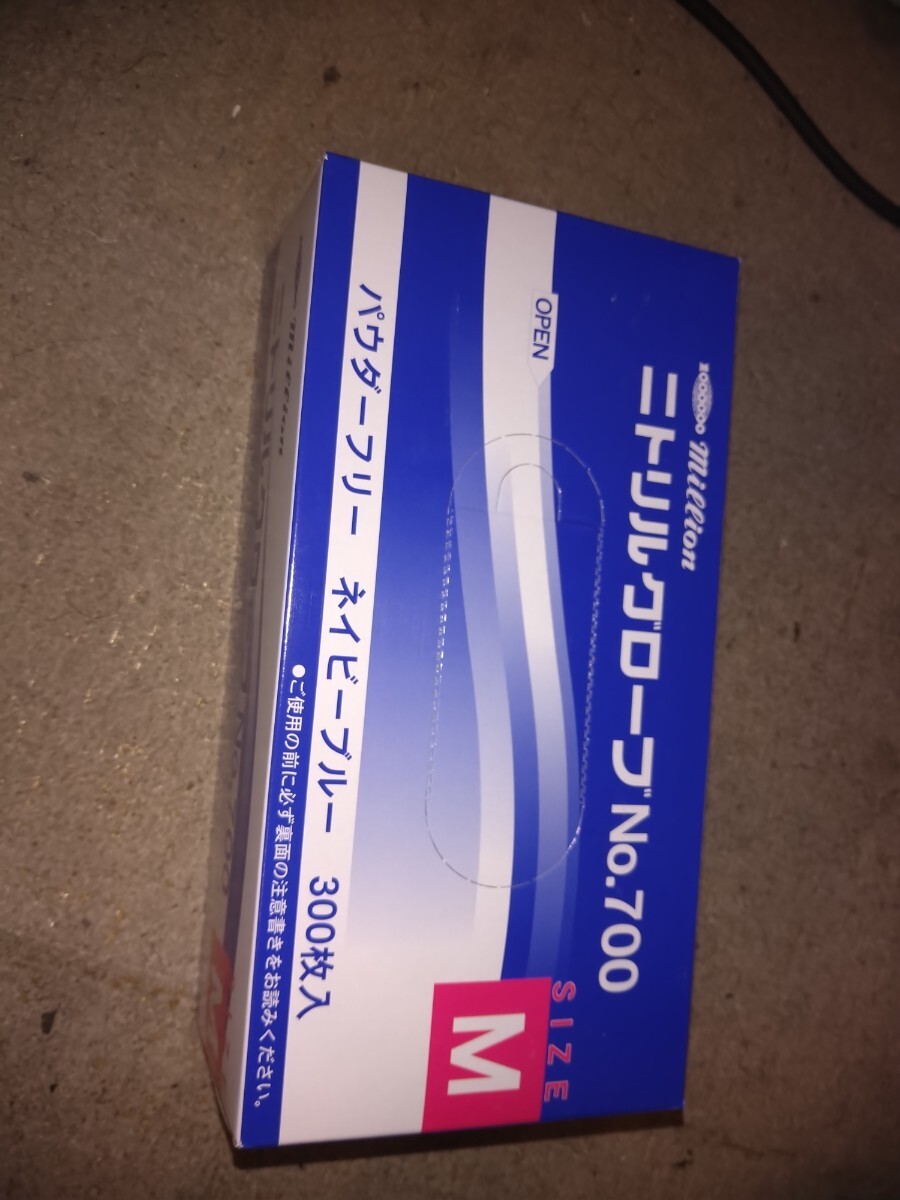 1000000 million
ニトリルグローブNo.700
OPEN
パウダーフリー ネイビーブルー 300枚入
●ご使用の前に必ず裏面の注意書きをお読みください。
SIZE
M
million
M